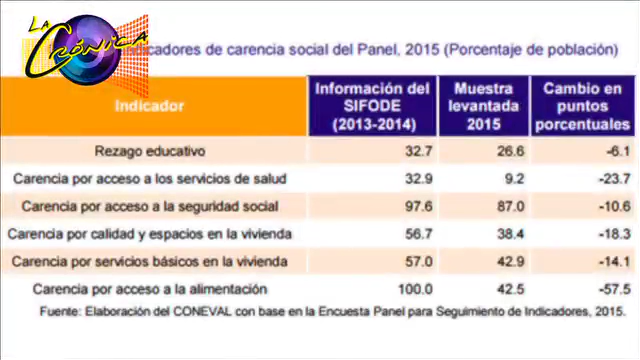 LA
CRÓNICA
icadores de carencia social del Panel, 2015 (Porcentaje de población)
Indicador
Información del
SIFODE
(2013-2014)
Muestra
levantada
2015
Cambio en
puntos
porcentuales
Rezago educativo 32.7 26.6 -6.1
Carencia por acceso a los servicios de salud 32.9 9.2 -23.7
Carencia por acceso a la seguridad social 97.6 87.0 -10.6
Carencia por calidad y espacios en la vivienda 56.7 38.4 -18.3
Carencia por servicios básicos en la vivienda 57.0 42.9 -14.1
Carencia por acceso a la alimentación 100.0 42.5 -57.5
Fuente: Elaboración del CONEVAL con base en la Encuesta Panel para Seguimiento de Indicadores, 2015.